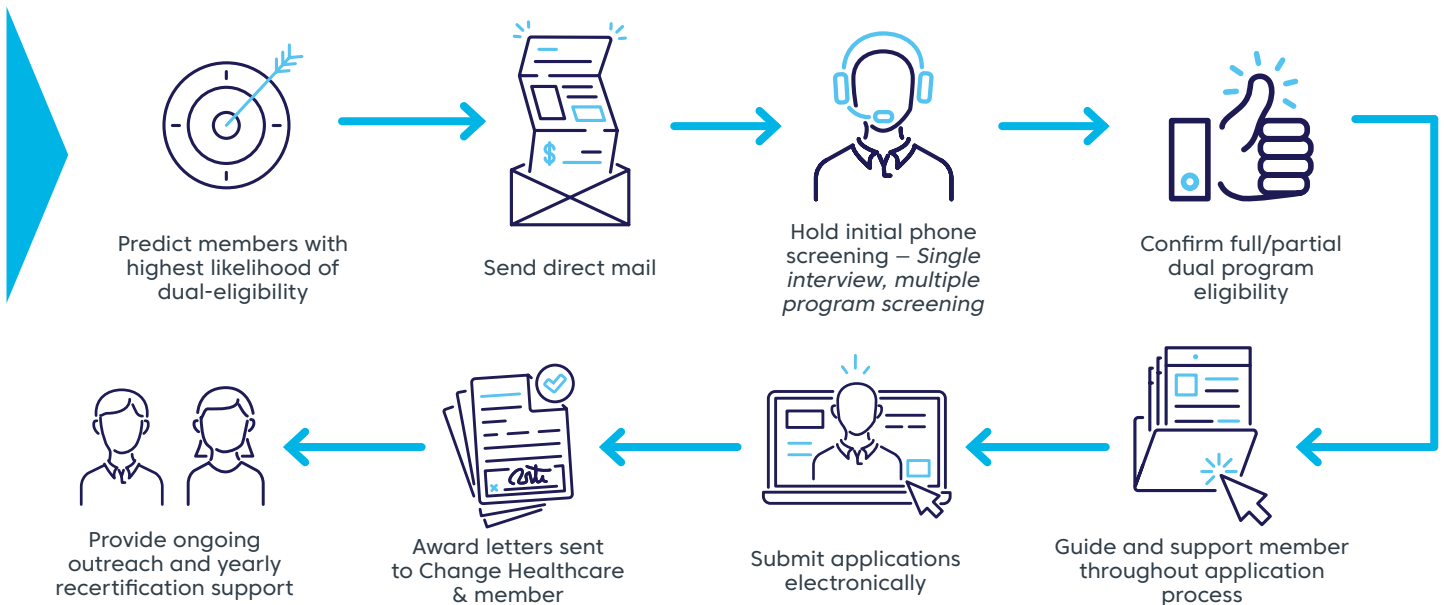 Predict members with
highest likelihood of
dual-eligibility
Send direct mail
Hold initial phone
screening – Single
interview, multiple
program screening
Confirm full/partial
dual program
eligibility
Guide and support member
throughout application
process
Submit applications
electronically
Award letters sent
to Change Healthcare
& member
Provide ongoing
outreach and yearly
recertification support
$